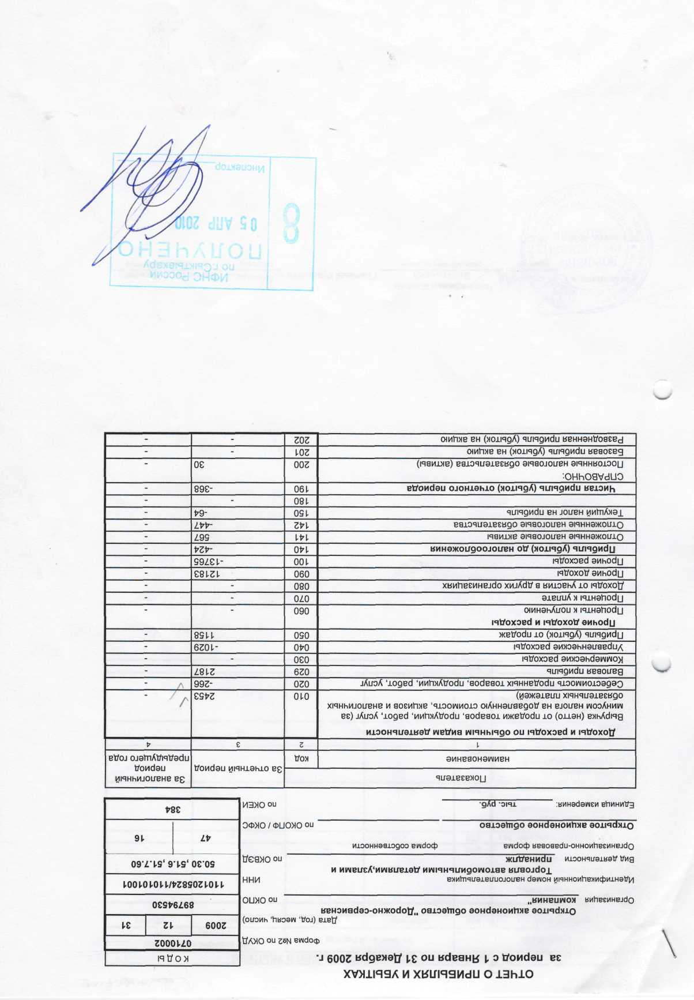 ОТЧЕТ О ПРИБЫЛЯХ И УБЫТКАХ
за период с 1 Января по 31 Декабря 2009 г.
КОДЫ
Форма №2 по ОКУД 0710002
Дата (год, месяц, число) 2009 12 31
Открытое акционерное общество "Дорожно-сервисная
Организация компания" по ОКПО 89794530
Идентификационный номер налогоплательщика ИНН 1101205824/110101001
Торговля автомобильными деталями,узлами и
Вид деятельности принадлж по ОКВЭД 50.30 ,51.6 ,51.7.60
Организационно-правовая форма форма собственности
Открытое акционерное общество по ОКОПФ / ОКФС 47 16
Единица измерения: тыс. руб. по ОКЕИ 384
Показатель За отчетный период За аналогичный период предыдущего года
наименование код
1 2 3 4
Доходы и расходы по обычным видам деятельности
Выручка (нетто) от продажи товаров, продукции, работ, услуг (за
минусом налога на добавленную стоимость, акцизов и аналогичных
обязательных платежей) 010 2453 -
Себестоимость проданных товаров, продукции, работ, услуг 020 -266 -
Валовая прибыль 029 2187 -
Коммерческие расходы 030 - -
Управленческие расходы 040 -1029 -
Прибыль (убыток) от продаж 050 1158 -
Прочие доходы и расходы
Проценты к получению 060 - -
Проценты к уплате 070 - -
Доходы от участия в других организациях 080 - -
Прочие доходы 090 12183 -
Прочие расходы 100 -13765 -
Прибыль (убыток) до налогообложения 140 -424 -
Отложенные налоговые активы 141 567 -
Отложенные налоговые обязательства 142 -447 -
Текущий налог на прибыль 150 -64 -
180 - -
Чистая прибыль (убыток) отчетного периода 190 -368 -
СПРАВОЧНО:
Постоянные налоговые обязательства (активы) 200 30 -
Базовая прибыль (убыток) на акцию 201 - -
Разводненная прибыль (убыток) на акцию 202 - -
ИФНС России
по г.Сыктывкару
ПОЛУЧЕНО
8
05 АПР 2010
Инспектор